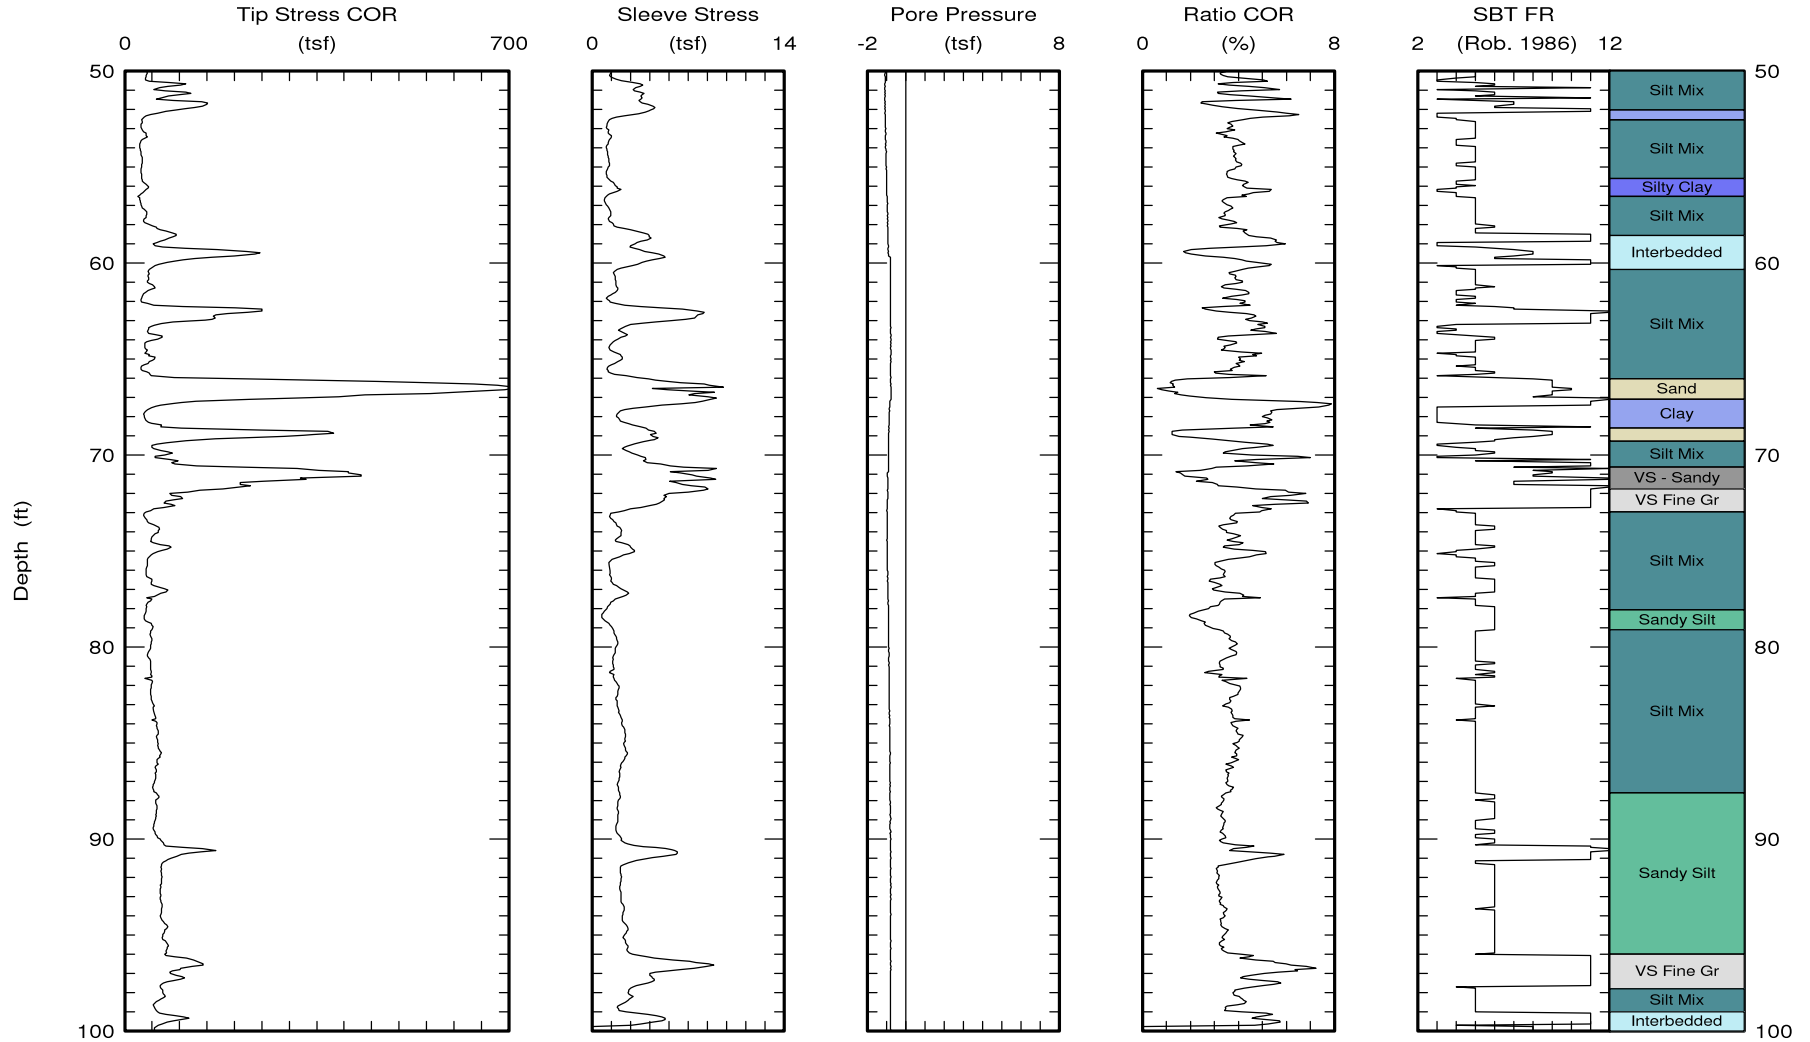 Tip Stress COR Sleeve Stress Pore Pressure Ratio COR SBT FR
0 (tsf) 700 0 (tsf) 14 -2 (tsf) 8 0 (%) 8 2 (Rob. 1986) 12
50 50
Silt Mix
Silt Mix
Silty Clay
Silt Mix
Interbedded
60 60
Silt Mix
Sand
Clay
70 Silt Mix 70
VS - Sandy
VS Fine Gr
Depth (ft)
Silt Mix
Sandy Silt
80 80
Silt Mix
90 90
Sandy Silt
VS Fine Gr
Silt Mix
Interbedded
100 100